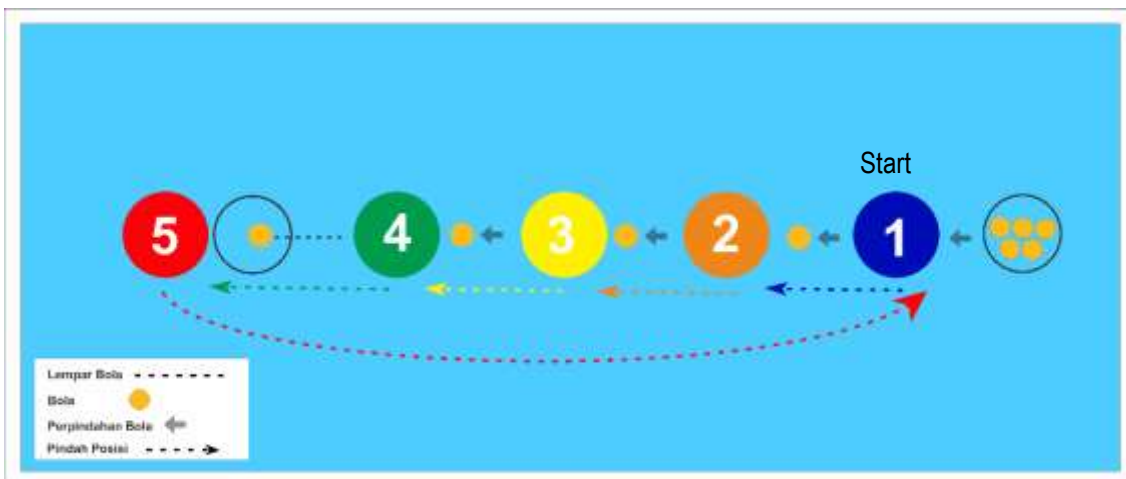 Start
5 4 3 2 1
Lempar Bola
Bola
Perpindahan Bola
Pindah Posisi